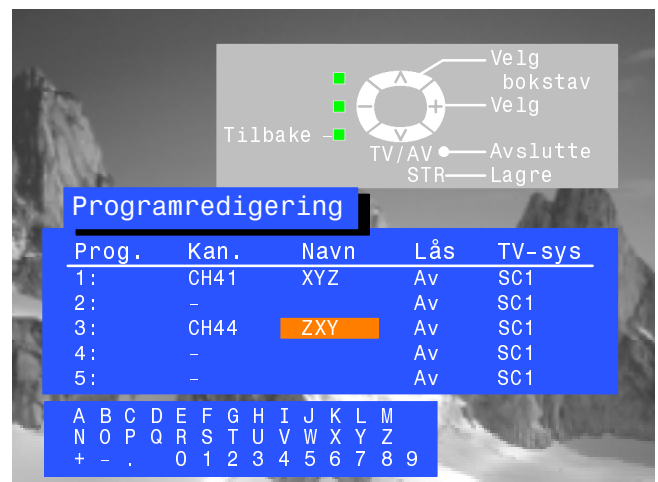 Velg
bokstav
Velg
Tilbake
TV/AV Avslutte
STR Lagre
Programredigering
Prog. Kan. Navn Lås TV-sys
1: CH41 XYZ Av SC1
2: - Av SC1
3: CH44 ZXY Av SC1
4: - Av SC1
5: - Av SC1
A B C D E F G H I J K L M
N O P Q R S T U V W X Y Z
+ - . 0 1 2 3 4 5 6 7 8 9